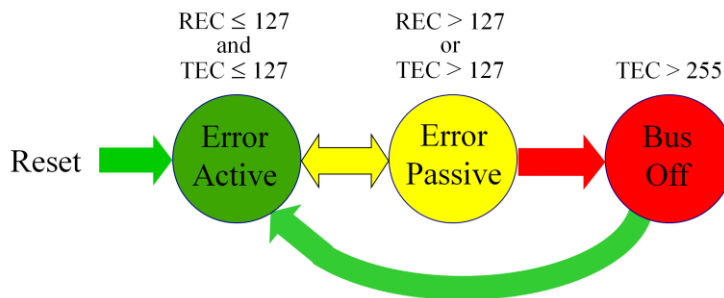 REC ≤ 127
and
TEC ≤ 127
REC > 127
or
TEC > 127
TEC > 255
Reset
Error
Active
Error
Passive
Bus
Off